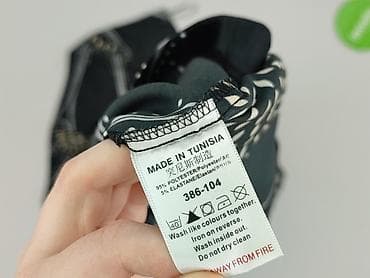 MADE IN TUNISIA
突尼斯制造
95% POLYESTER/Polyester/
5% ELASTANE/Elastan/
386-104
40
Wash like colours together.
Iron on reverse.
Wash inside out.
Do not dry clean
AWAY FROM FIRE